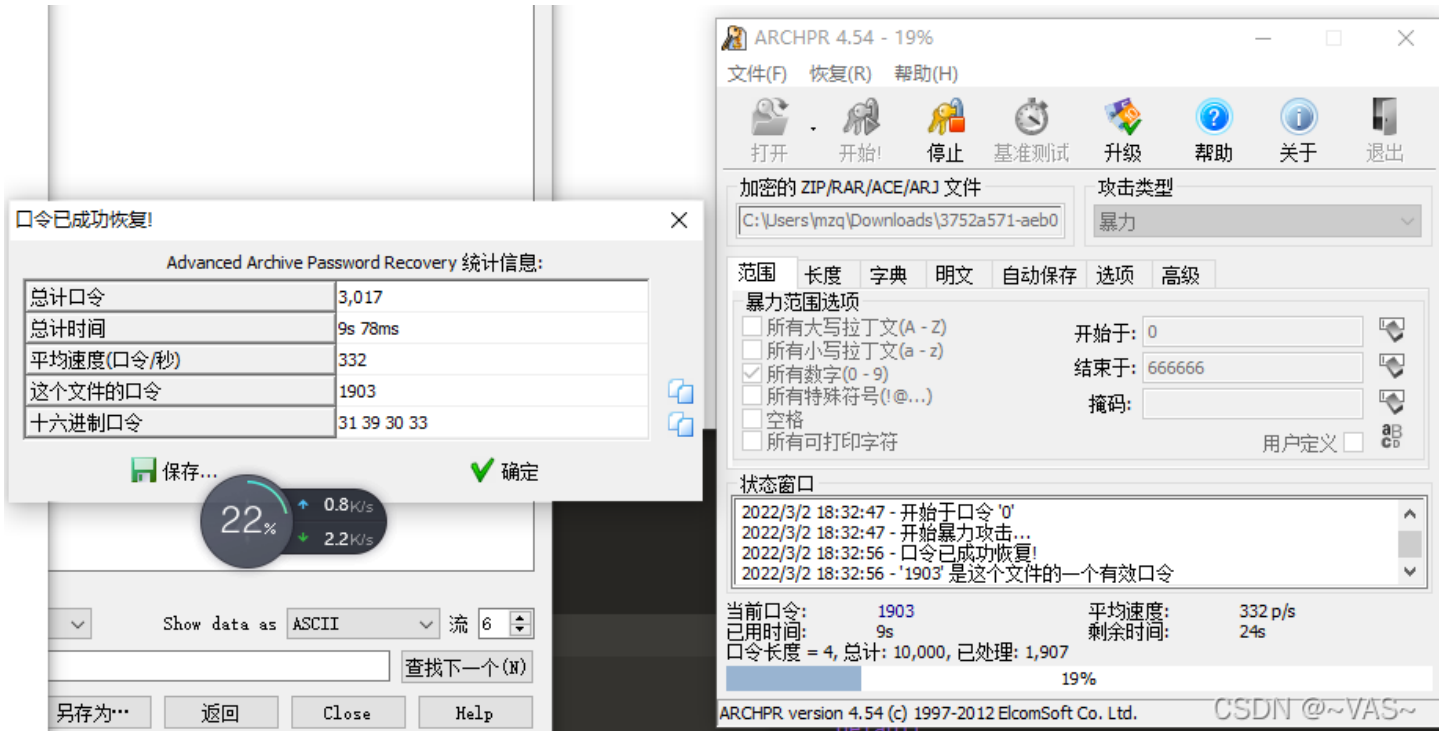 口令已成功恢复!
Advanced Archive Password Recovery 统计信息:
总计口令 3,017
总计时间 9s 78ms
平均速度(口令/秒) 332
这个文件的口令 1903
十六进制口令 31 39 30 33
保存... 确定
22% 0.8K/s
2.2K/s
Show data as ASCII 流 6
查找下一个(N)
另存为… 返回 Close Help
ARCHPR 4.54 - 19%
文件(F) 恢复(R) 帮助(H)
打开 开始! 停止 基准测试 升级 帮助 关于 退出
加密的 ZIP/RAR/ACE/ARJ 文件 攻击类型
C:\Users\mzq\Downloads\3752a571-aeb0 暴力
范围 长度 字典 明文 自动保存 选项 高级
暴力范围选项
所有大写拉丁文(A - Z)
所有小写拉丁文(a - z)
所有数字(0 - 9)
所有特殊符号(!@...)
空格
所有可打印字符
开始于: 0
结束于: 666666
掩码:
用户定义
状态窗口
2022/3/2 18:32:47 - 开始于口令 '0'
2022/3/2 18:32:47 - 开始暴力攻击...
2022/3/2 18:32:56 - 口令已成功恢复!
2022/3/2 18:32:56 - '1903' 是这个文件的一个有效口令
当前口令: 1903 平均速度: 332 p/s
已用时间: 9s 剩余时间: 24s
口令长度 = 4, 总计: 10,000, 已处理: 1,907
19%
ARCHPR version 4.54 (c) 1997-2012 ElcomSoft Co. Ltd.
CSDN @~VAS~